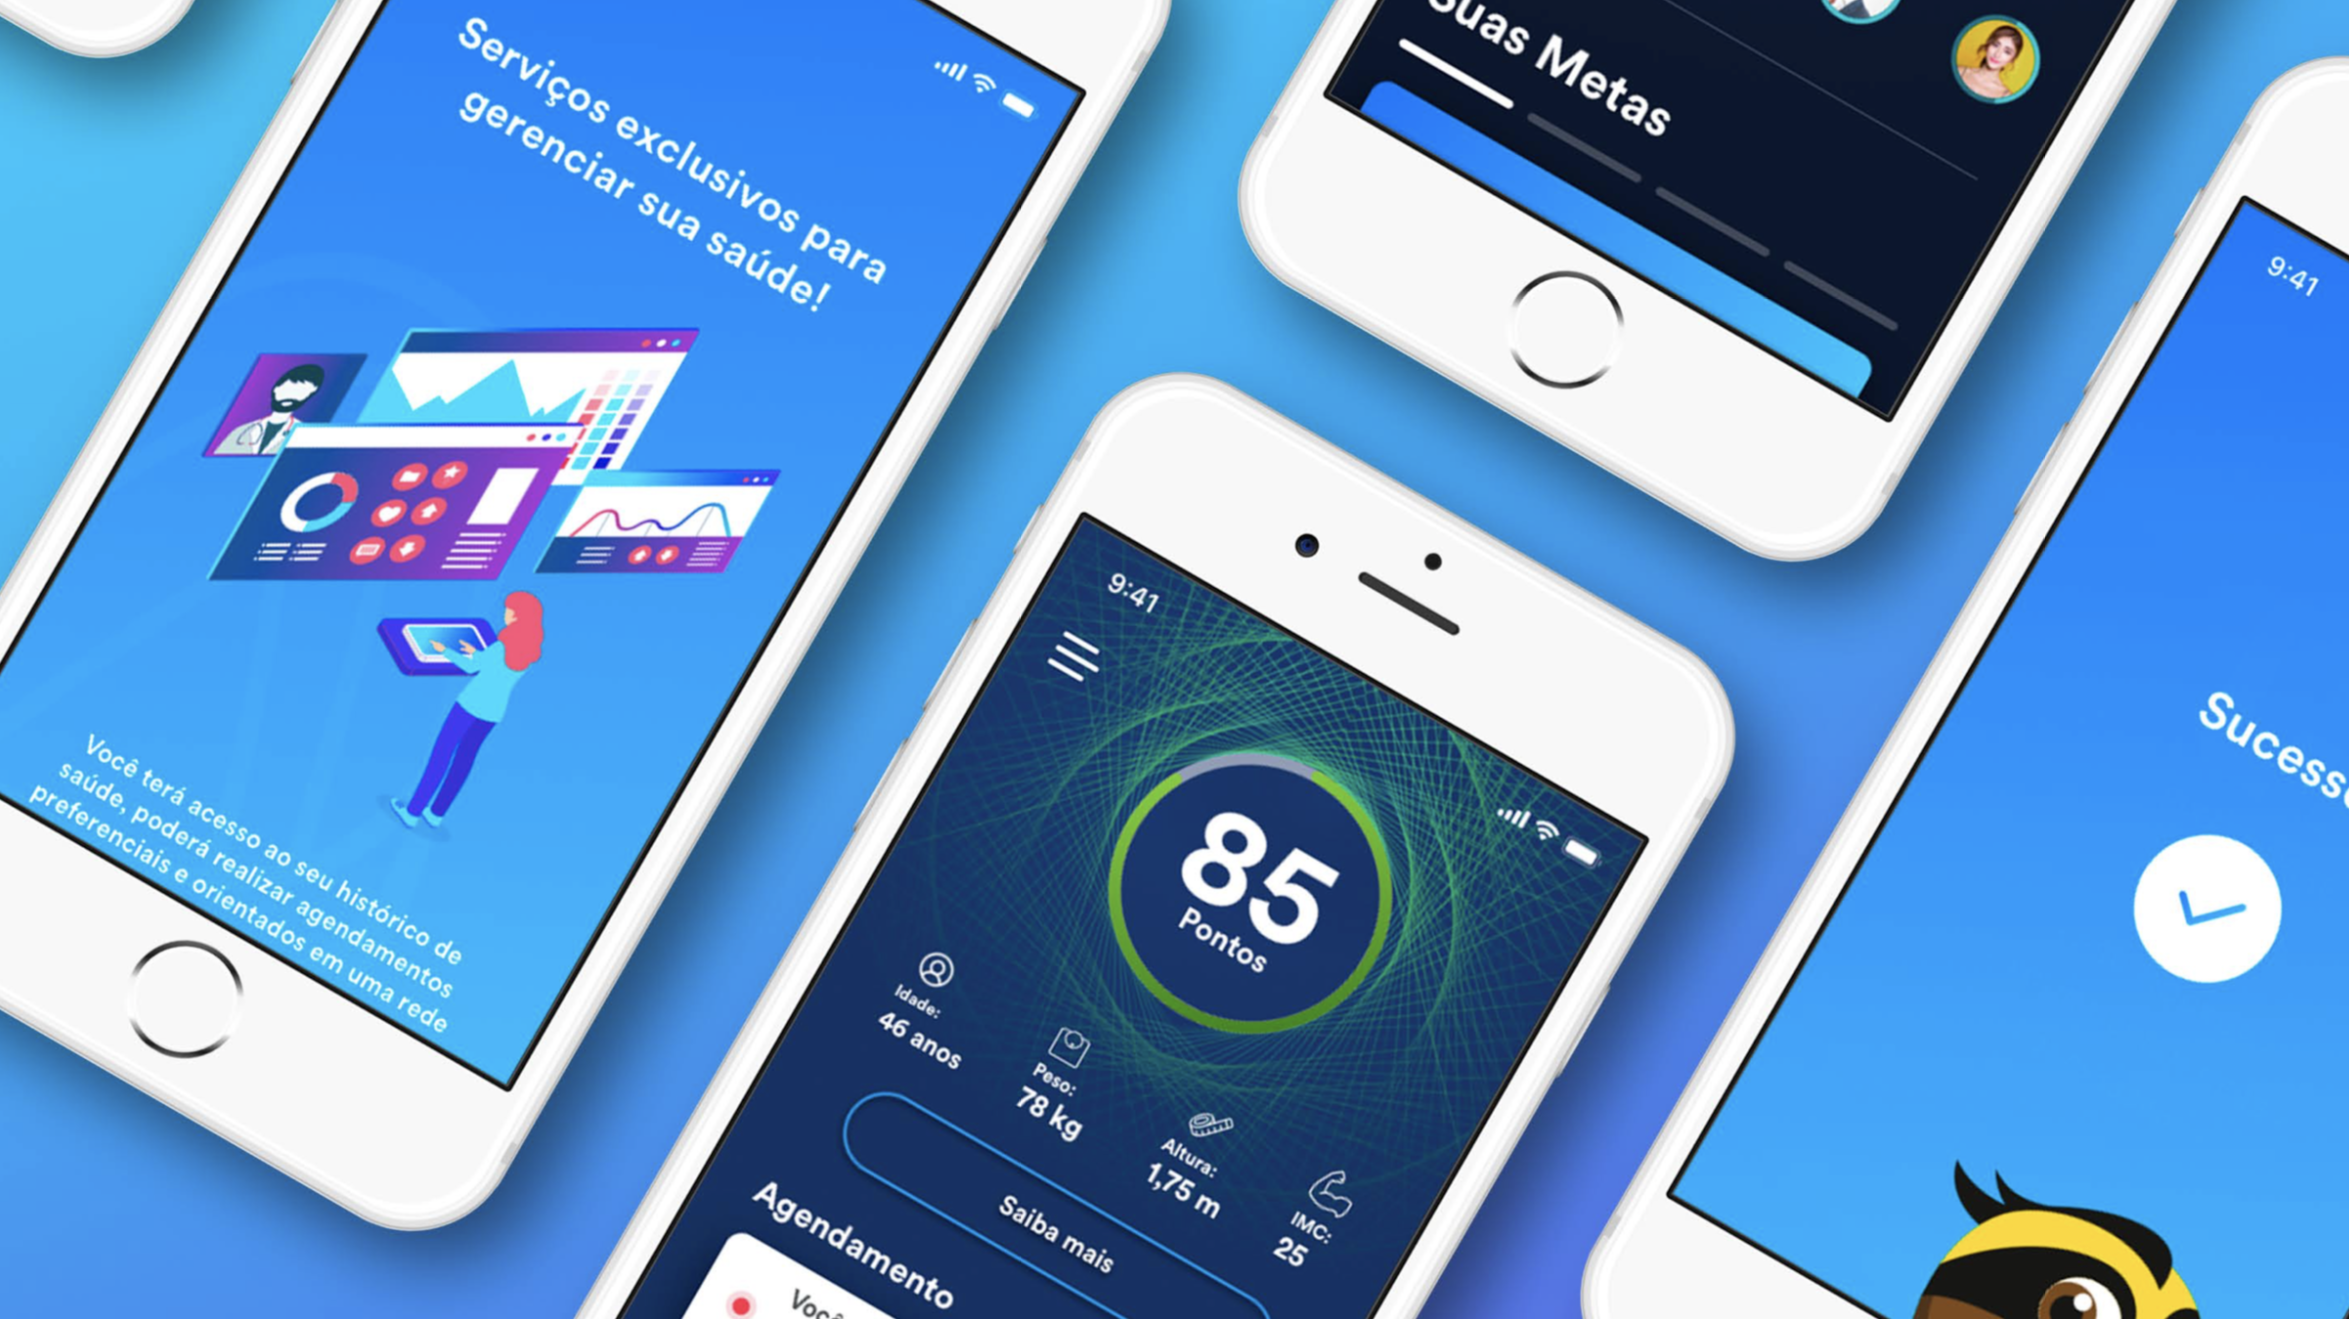 Serviços exclusivos para
gerenciar sua saúde!
Você terá acesso ao seu histórico de
saúde, poderá realizar agendamentos
preferenciais e orientados em uma rede
Suas Metas
9:41
85
Pontos
Idade:
46 anos
Peso:
78 kg
Altura:
1,75 m
IMC:
25
Saiba mais
Agendamento
Você
9:41
Sucesso